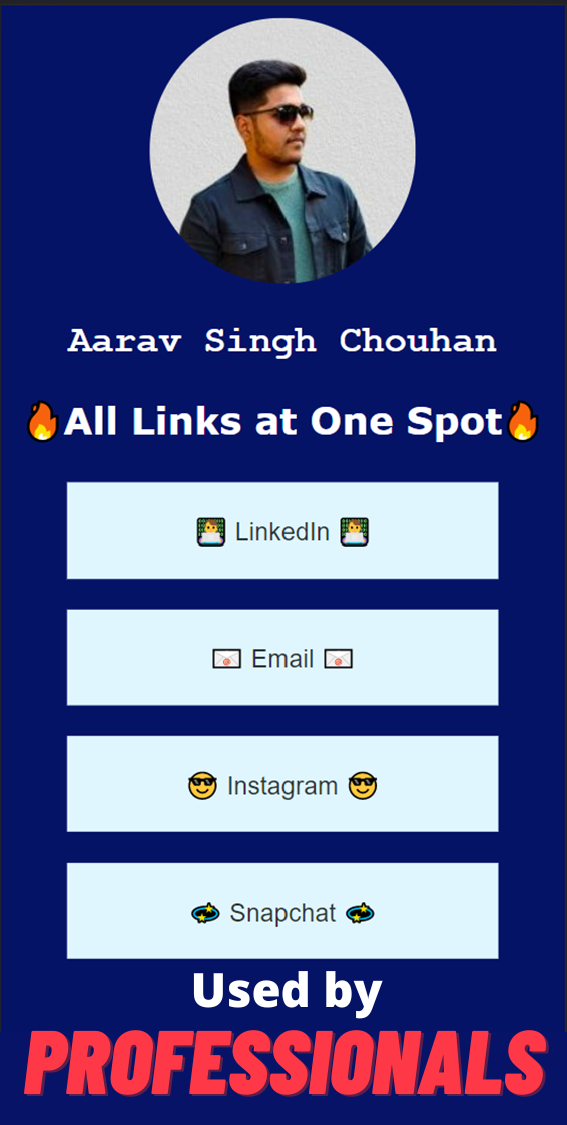 Aarav Singh Chouhan
🔥All Links at One Spot🔥
👨‍💻 LinkedIn 👨‍💻
💌 Email 💌
😎 Instagram 😎
💫 Snapchat 💫
Used by
PROFESSIONALS